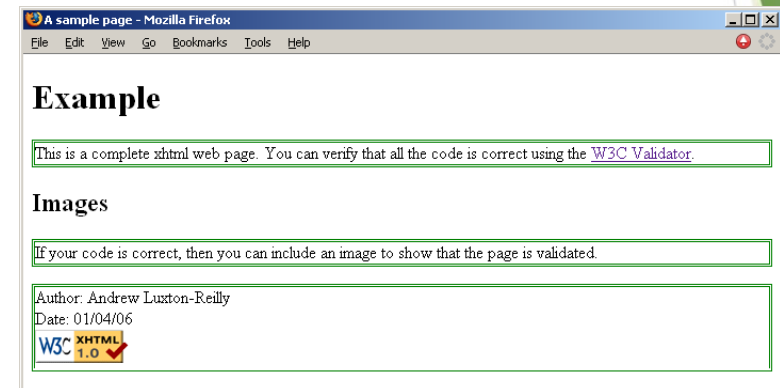 A sample page - Mozilla Firefox
File Edit View Go Bookmarks Tools Help
Example
This is a complete xhtml web page. You can verify that all the code is correct using the W3C Validator.
Images
If your code is correct, then you can include an image to show that the page is validated.
Author: Andrew Luxton-Reilly
Date: 01/04/06
W3C XHTML
1.0